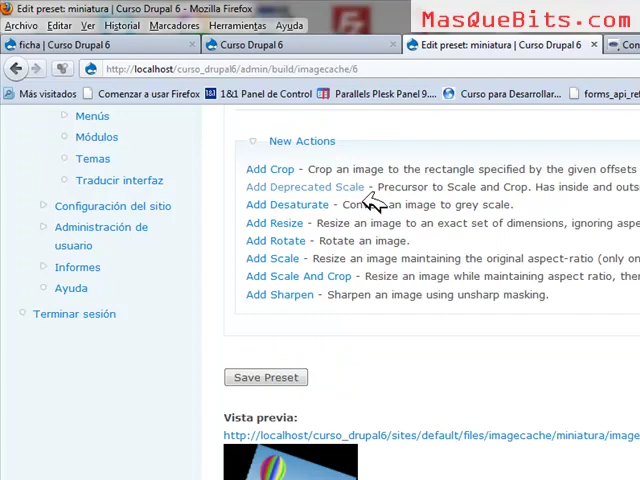 Edit preset: miniatura | Curso Drupal 6 - Mozilla Firefox
MasQueBits.com
Archivo Editar Ver Historial Marcadores Herramientas Ayuda
ficha | Curso Drupal 6
Curso Drupal 6
Edit preset: miniatura | Curso Drupal 6
http://localhost/curso_drupal6/admin/build/imagecache/6
Más visitados Comenzar a usar Firefox 1&1 Panel de Control Parallels Plesk Panel 9.... Curso para Desarrollar... forms_api_ref
Menús
Módulos
Temas
Traducir interfaz
Configuración del sitio
Administración de
usuario
Informes
Ayuda
Terminar sesión
New Actions
Add Crop - Crop an image to the rectangle specified by the given offsets
Add Deprecated Scale - Precursor to Scale and Crop. Has inside and outs
Add Desaturate - Con an image to grey scale.
Add Resize - Resize an image to an exact set of dimensions, ignoring aspe
Add Rotate - Rotate an image.
Add Scale - Resize an image maintaining the original aspect-ratio (only on
Add Scale And Crop - Resize an image while maintaining aspect ratio, ther
Add Sharpen - Sharpen an image using unsharp masking.
Save Preset
Vista previa:
http://localhost/curso_drupal6/sites/default/files/imagecache/miniatura/image